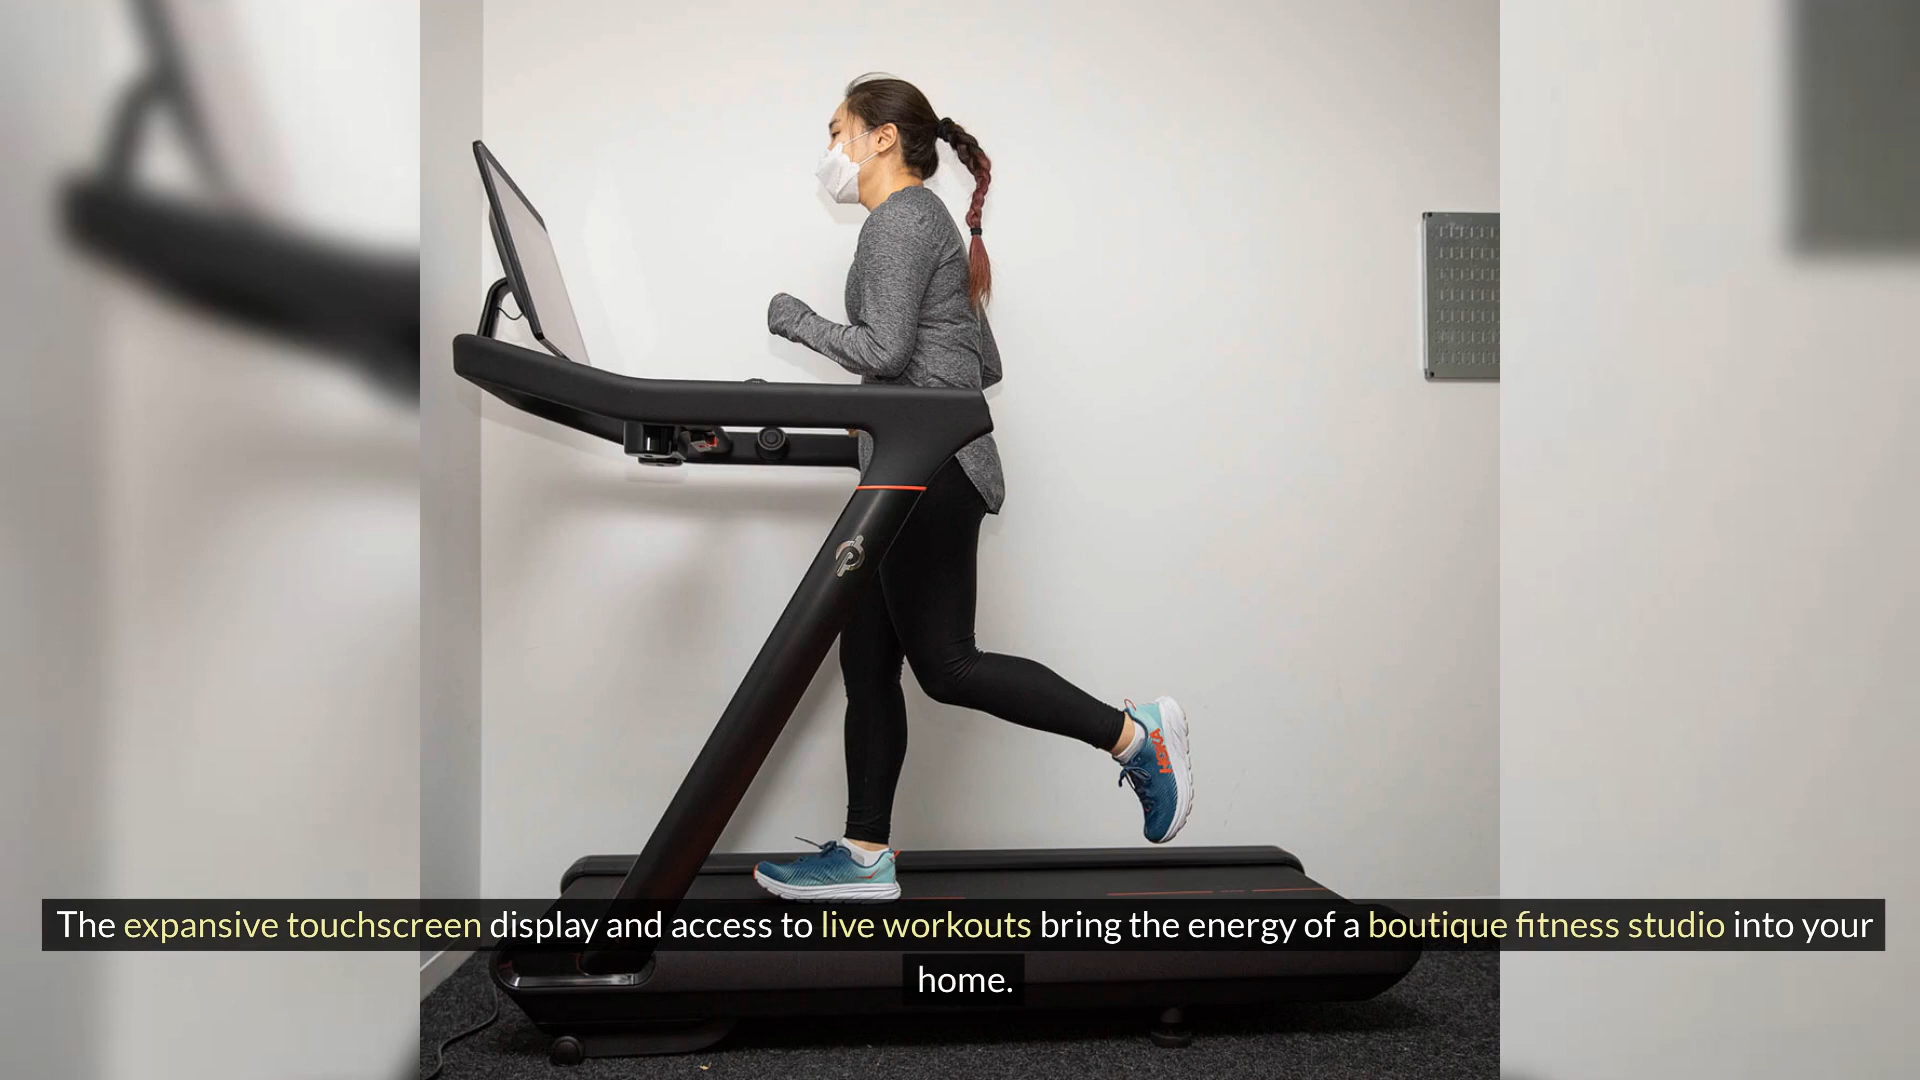 HOKA
The expansive touchscreen display and access to live workouts bring the energy of a boutique fitness studio into your
home.